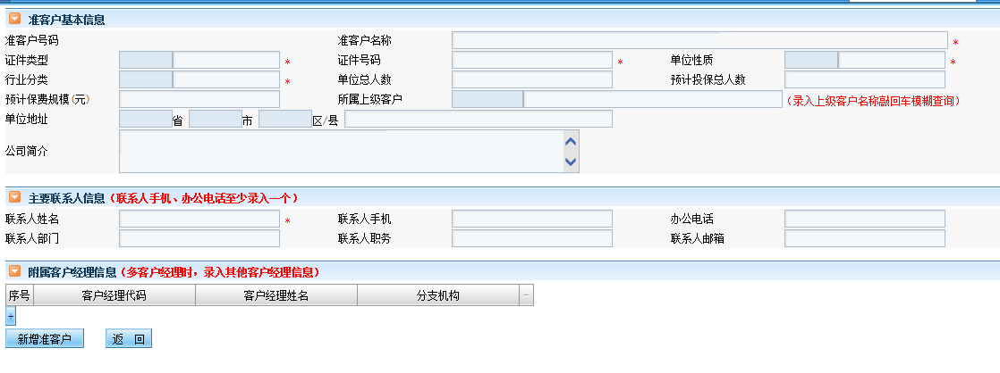 准客户基本信息
准客户号码 准客户名称 *
证件类型 * 证件号码 * 单位性质 *
行业分类 * 单位总人数 预计投保总人数
预计保费规模(元) 所属上级客户 (录入上级客户名称敲回车模糊查询)
单位地址 省 市 区/县
公司简介
主要联系人信息(联系人手机、办公电话至少录入一个)
联系人姓名 * 联系人手机 办公电话
联系人部门 联系人职务 联系人邮箱
附属客户经理信息(多客户经理时，录入其他客户经理信息)
序号 客户经理代码 客户经理姓名 分支机构 -
+
新增准客户 返 回